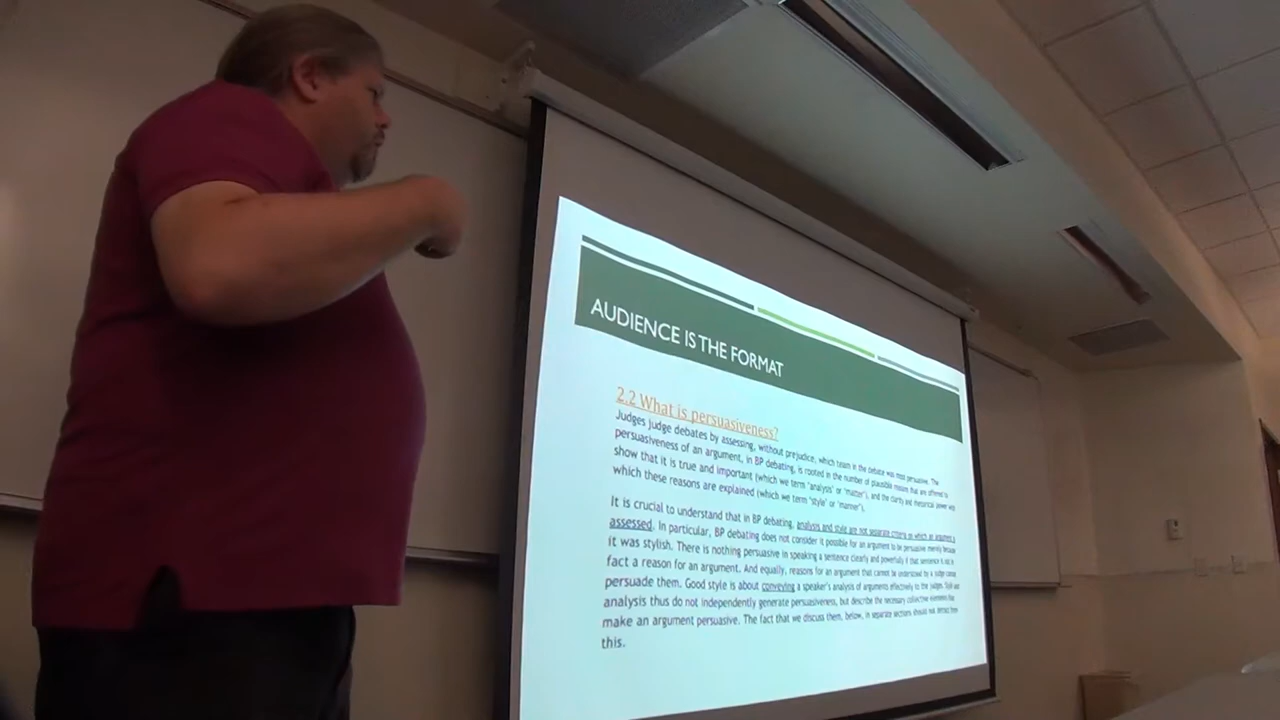 AUDIENCE IS THE FORMAT
2.2 What is persuasiveness?
Judges judge debates by assessing, without prejudice, which team in the debate was most persuasive. The
persuasiveness of an argument, in BP debating, is rooted in the number of plausible reasons that are offered to
show that it is true and important (which we term 'analysis' or 'matter'), and the clarity and rhetorical power with
which these reasons are explained (which we term 'style' or 'manner').
It is crucial to understand that in BP debating, analysis and style are not separate criteria on which an argument is
assessed. In particular, BP debating does not consider it possible for an argument to be persuasive merely because
it was stylish. There is nothing persuasive in speaking a sentence clearly and powerfully if that sentence is not in
fact a reason for an argument. And equally, reasons for an argument that cannot be understood by a judge cannot
persuade them. Good style is about conveying a speaker's analysis of arguments effectively to the judges. Style and
analysis thus do not independently generate persuasiveness, but describe the necessary collective elements that
make an argument persuasive. The fact that we discuss them, below, in separate sections should not detract from
this.